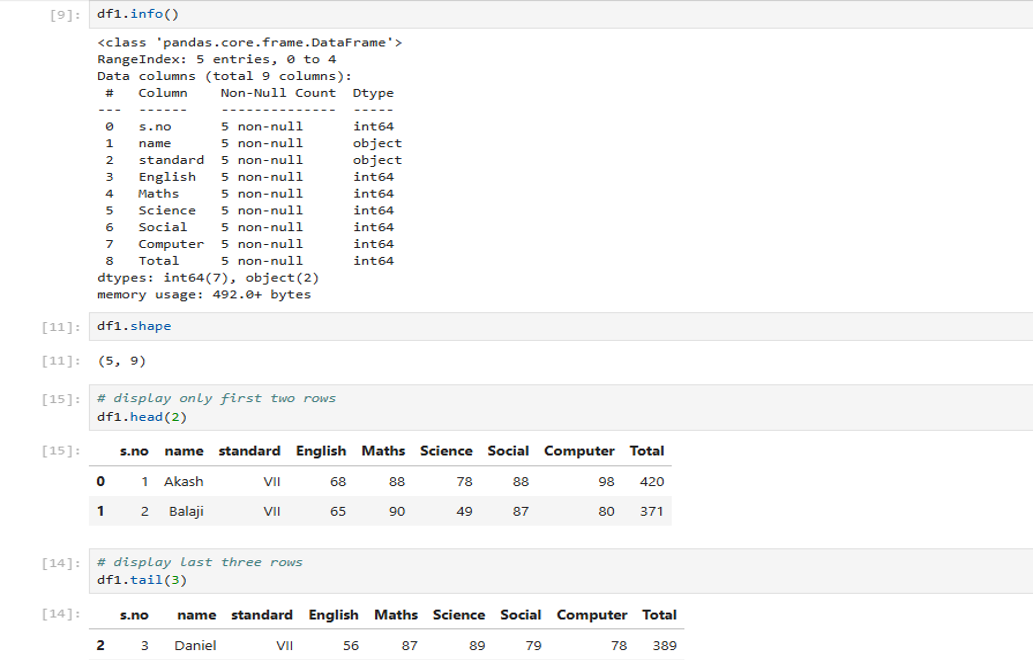 [9]: df1.info()
<class 'pandas.core.frame.DataFrame'>
RangeIndex: 5 entries, 0 to 4
Data columns (total 9 columns):
# Column Non-Null Count Dtype
--- ------ -------------- -----
0 s.no 5 non-null int64
1 name 5 non-null object
2 standard 5 non-null object
3 English 5 non-null int64
4 Maths 5 non-null int64
5 Science 5 non-null int64
6 Social 5 non-null int64
7 Computer 5 non-null int64
8 Total 5 non-null int64
dtypes: int64(7), object(2)
memory usage: 492.0+ bytes
[11]: df1.shape
[11]: (5, 9)
[15]: # display only first two rows
df1.head(2)
[15]: s.no name standard English Maths Science Social Computer Total
0 1 Akash VII 68 88 78 88 98 420
1 2 Balaji VII 65 90 49 87 80 371
[14]: # display last three rows
df1.tail(3)
[14]: s.no name standard English Maths Science Social Computer Total
2 3 Daniel VII 56 87 89 79 78 389